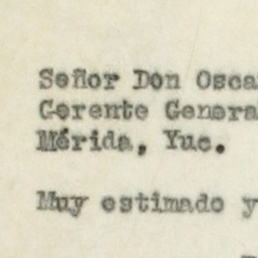 Señor Don Osca
Gerente Genera
Mérida, Yuc.
Muy estimado y